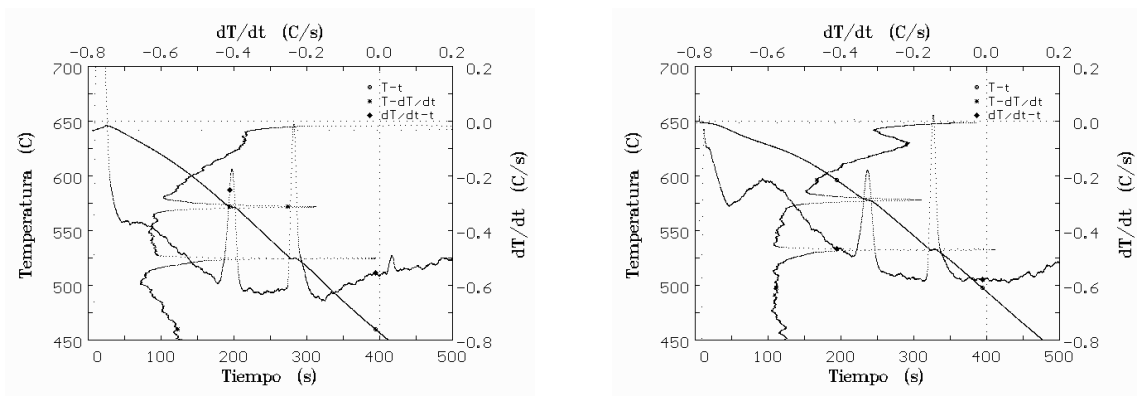 dT/dt (C/s)
-0.8 -0.6 -0.4 -0.2 0.0 0.2
700 650 600 550 500 450
Temperatura (C)
T-t
T-dT/dt
dT/dt-t
0.2 0.0 -0.2 -0.4 -0.6 -0.8
dT/dt (C/s)
0 100 200 300 400 500
Tiempo (s)
dT/dt (C/s)
-0.8 -0.6 -0.4 -0.2 0.0 0.2
700 650 600 550 500 450
Temperatura (C)
T-t
T-dT/dt
dT/dt-t
0.2 0.0 -0.2 -0.4 -0.6 -0.8
dT/dt (C/s)
0 100 200 300 400 500
Tiempo (s)